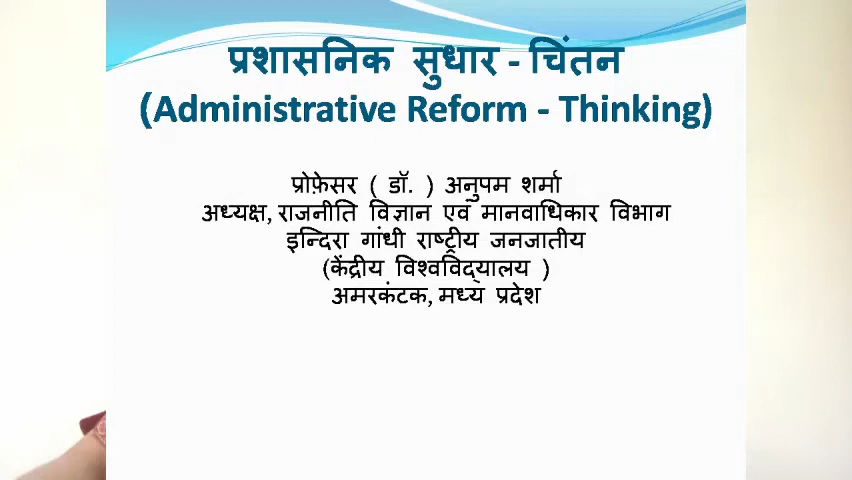 प्रशासनिक सुधार - चिंतन
(Administrative Reform - Thinking)
प्रोफ़ेसर ( डॉ. ) अनुपम शर्मा
अध्यक्ष, राजनीति विज्ञान एवं मानवाधिकार विभाग
इन्दिरा गांधी राष्ट्रीय जनजातीय
(केंद्रीय विश्वविद्यालय )
अमरकंटक, मध्य प्रदेश